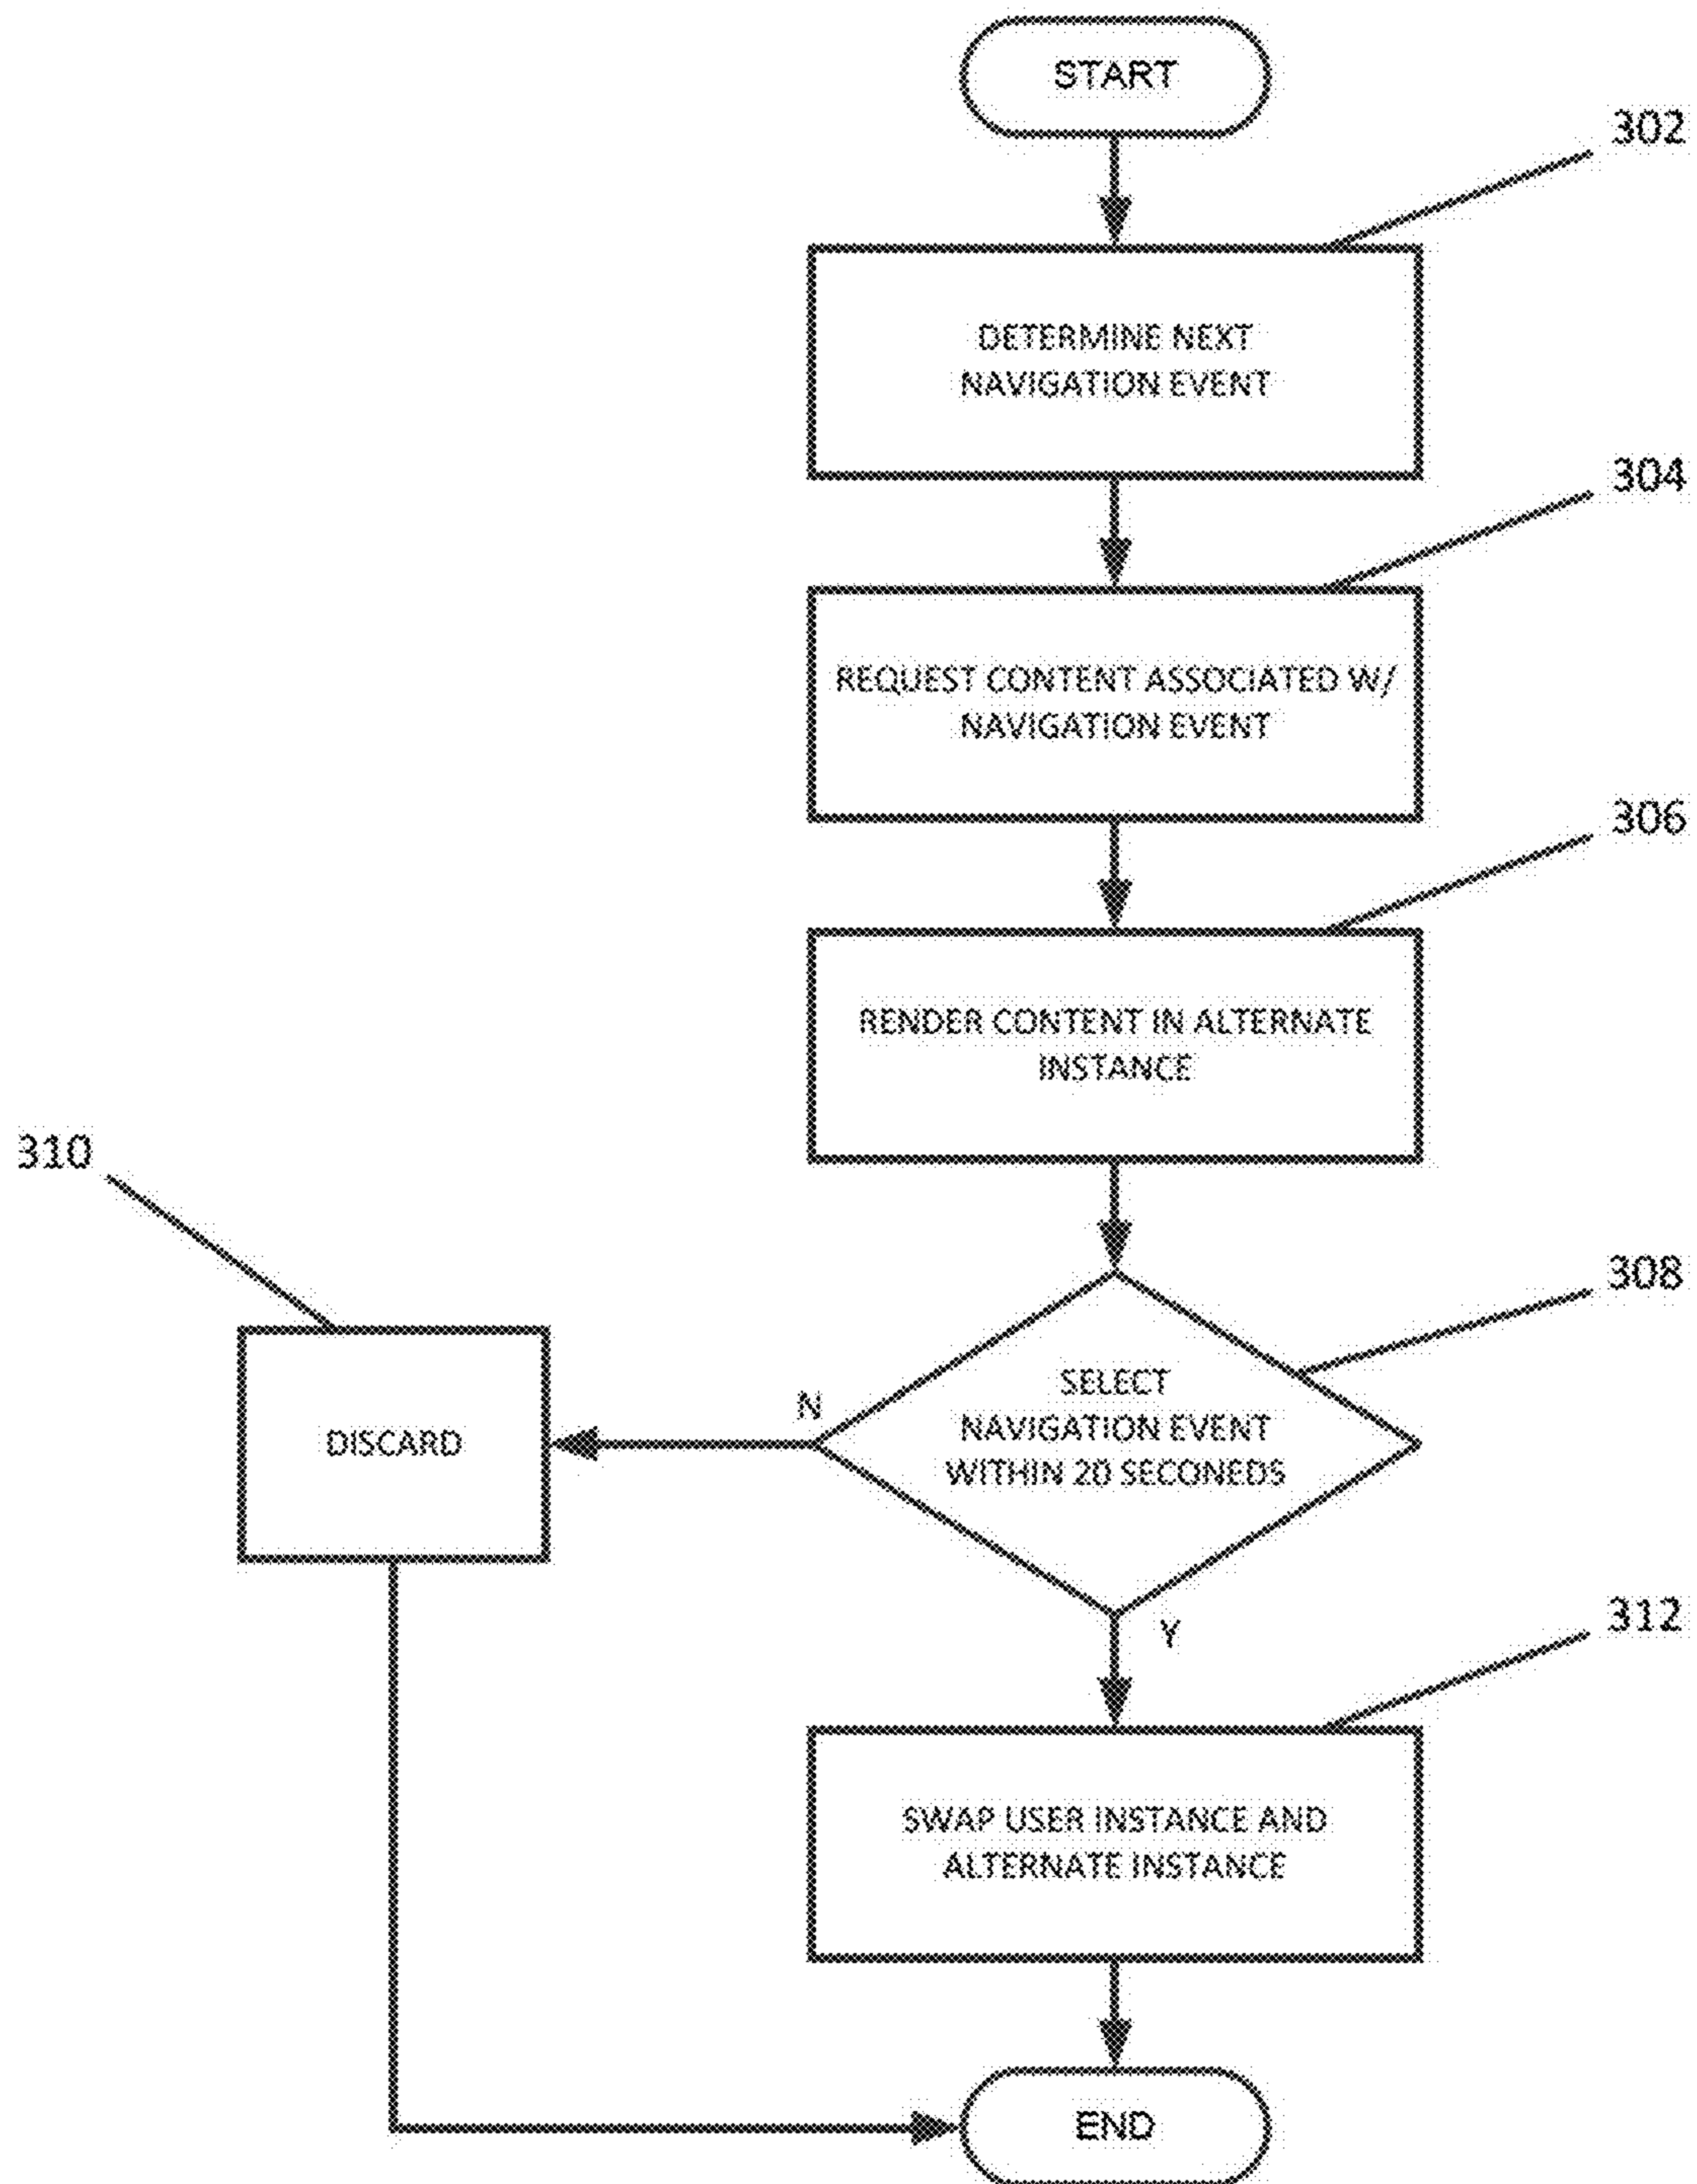 START
302
DETERMINE NEXT
NAVIGATION EVENT
304
REQUEST CONTENT ASSOCIATED W/
NAVIGATION EVENT
306
RENDER CONTENT IN ALTERNATE
INSTANCE
310
308
SELECT
NAVIGATION EVENT
WITHIN 20 SECONEDS
N
DISCARD
Y
312
SWAP USER INSTANCE AND
ALTERNATE INSTANCE
END